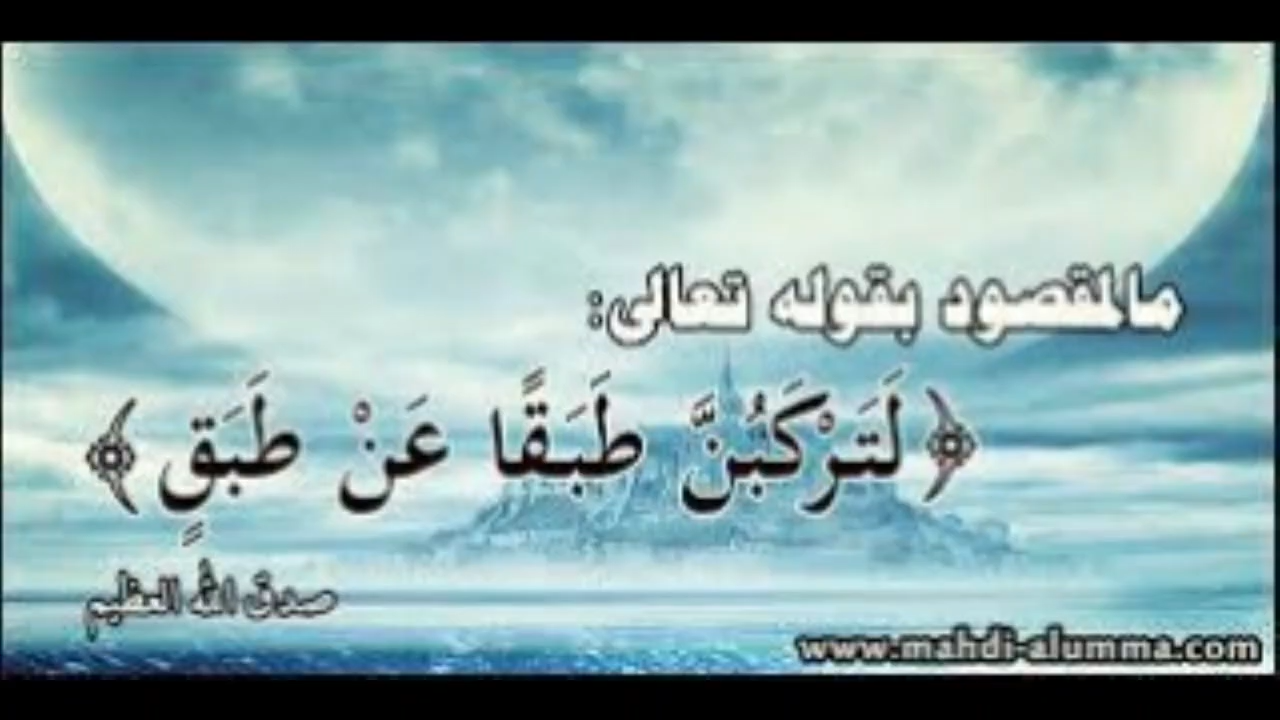 مالمقصود بقوله تعالى:
﴿لَتَرْكَبُنَّ طَبَقًا عَنْ طَبَقٍ﴾
صدق الله العظيم
www.mahdi-alumma.com